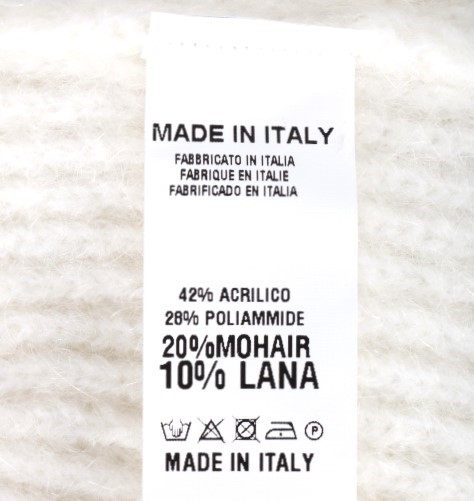 MADE IN ITALY
FABBRICATO IN ITALIA
FABRIQUE EN ITALIE
FABRIFICADO EN ITALIA
42% ACRILICO
28% POLIAMMIDE
20%MOHAIR
10% LANA
P
MADE IN ITALY